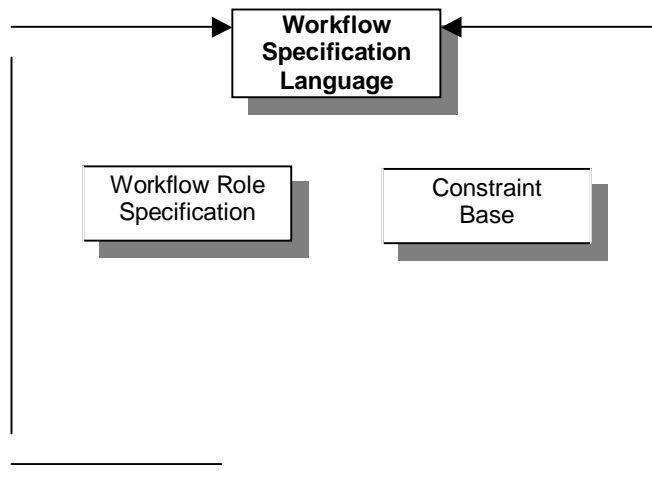 Workflow
Specification
Language
Workflow Role
Specification
Constraint
Base